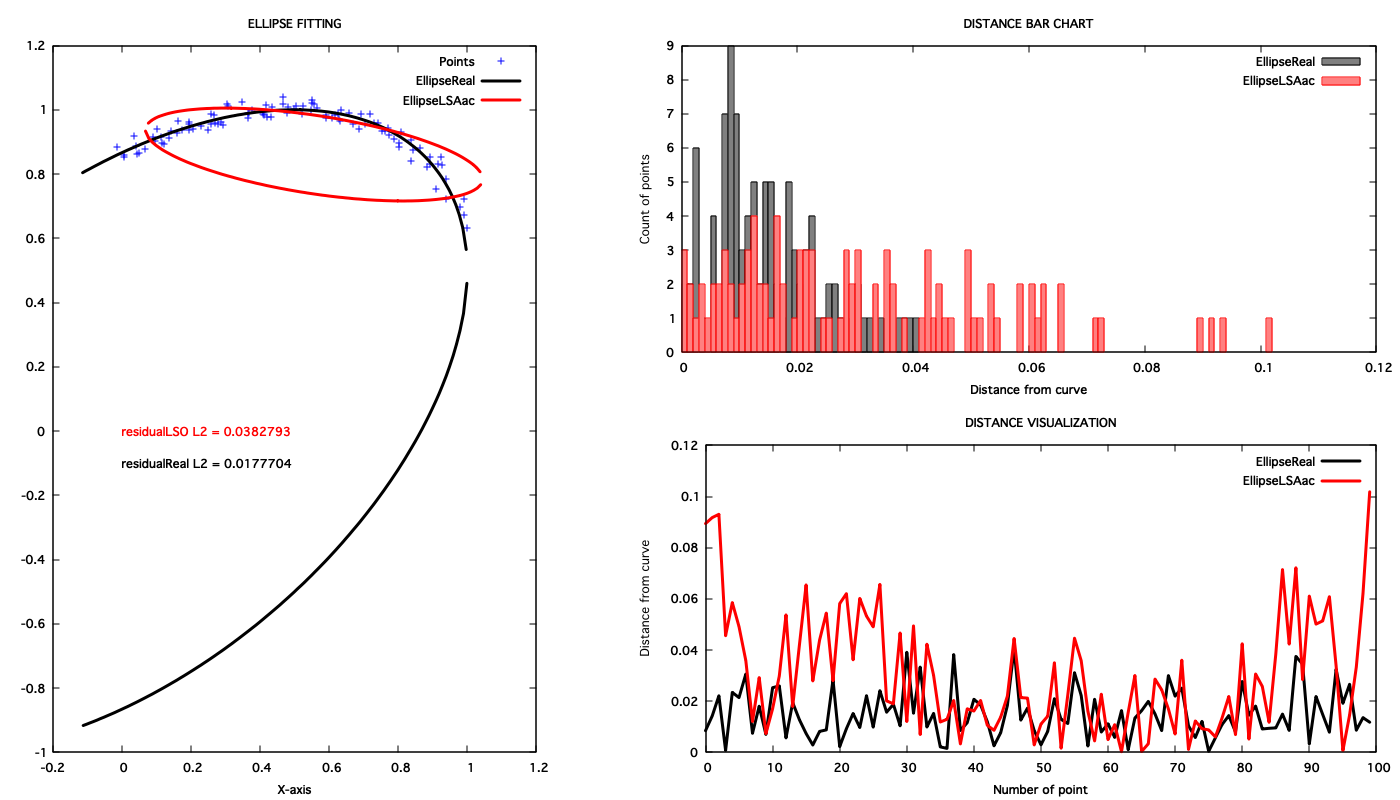 ELLIPSE FITTING
1.2
1
0.8
0.6
0.4
0.2
0
-0.2
-0.4
-0.6
-0.8
-1
Points
EllipseReal
EllipseLSAac
residualLSO L2 = 0.0382793
residualReal L2 = 0.0177704
-0.2 0 0.2 0.4 0.6 0.8 1 1.2
X-axis
DISTANCE BAR CHART
9
8
7
6
5
4
3
2
1
0
Count of points
EllipseReal
EllipseLSAac
0 0.02 0.04 0.06 0.08 0.1 0.12
Distance from curve
DISTANCE VISUALIZATION
0.12
0.1
0.08
0.06
0.04
0.02
0
Distance from curve
EllipseReal
EllipseLSAac
0 10 20 30 40 50 60 70 80 90 100
Number of point